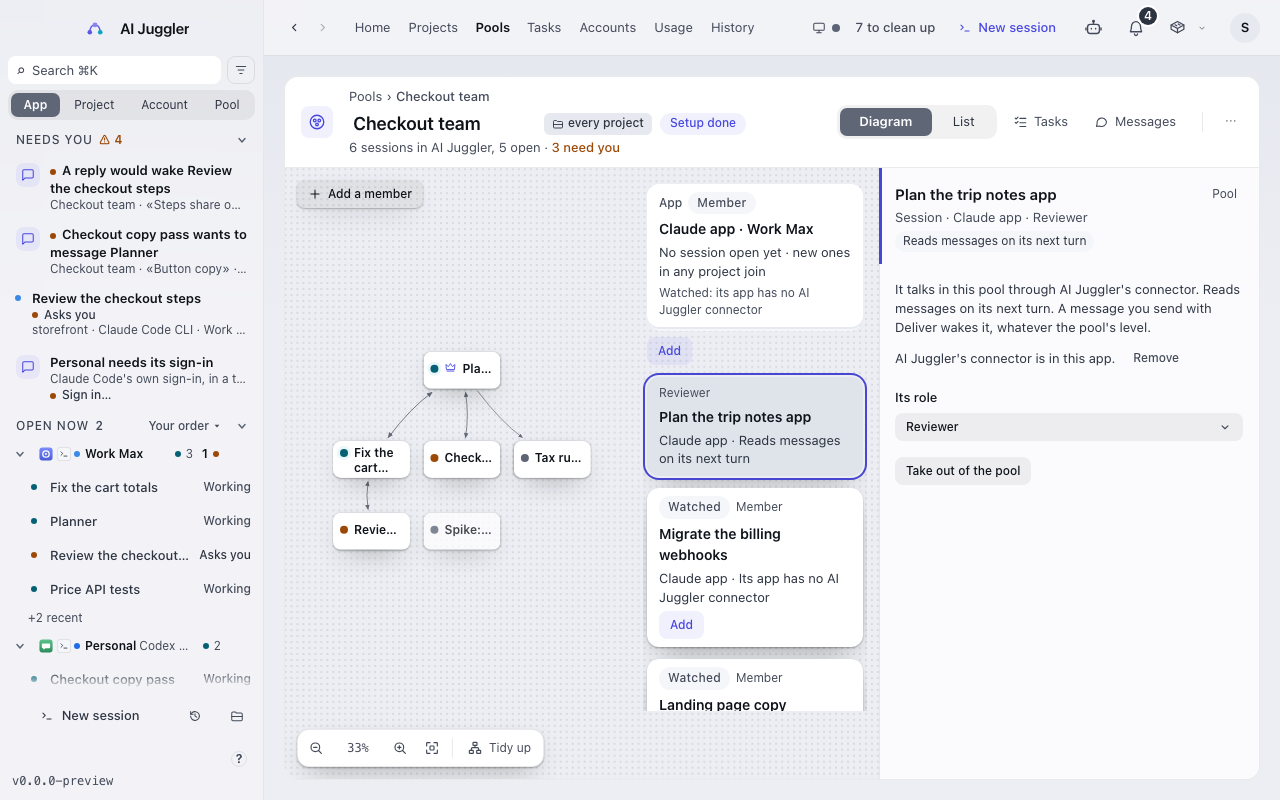 AI Juggler
Search ⌘K
App Project Account Pool
NEEDS YOU 4
A reply would wake Review
the checkout steps
Checkout team · «Steps share o...
Checkout copy pass wants to
message Planner
Checkout team · «Button copy» ·...
Review the checkout steps
Asks you
storefront · Claude Code CLI · Work ...
Personal needs its sign-in
Claude Code's own sign-in, in a t...
Sign in...
OPEN NOW 2 Your order
Work Max 3 1
Fix the cart totals Working
Planner Working
Review the checkout... Asks you
Price API tests Working
+2 recent
Personal Codex ... 2
Checkout copy pass Working
New session
?
v0.0.0-preview
Home Projects Pools Tasks Accounts Usage History
7 to clean up
New session
4
S
Pools › Checkout team
Checkout team
every project
Setup done
6 sessions in AI Juggler, 5 open · 3 need you
Diagram List
Tasks
Messages
Add a member
Pla...
Fix the
cart...
Check...
Tax ru...
Revie...
Spike:...
33%
Tidy up
App Member
Claude app · Work Max
No session open yet · new ones
in any project join
Watched: its app has no AI
Juggler connector
Add
Reviewer
Plan the trip notes app
Claude app · Reads messages
on its next turn
Watched Member
Migrate the billing
webhooks
Claude app · Its app has no AI
Juggler connector
Add
Watched Member
Landing page copy
Plan the trip notes app Pool
Session · Claude app · Reviewer
Reads messages on its next turn
It talks in this pool through AI Juggler's connector. Reads
messages on its next turn. A message you send with
Deliver wakes it, whatever the pool's level.
AI Juggler's connector is in this app. Remove
Its role
Reviewer
Take out of the pool